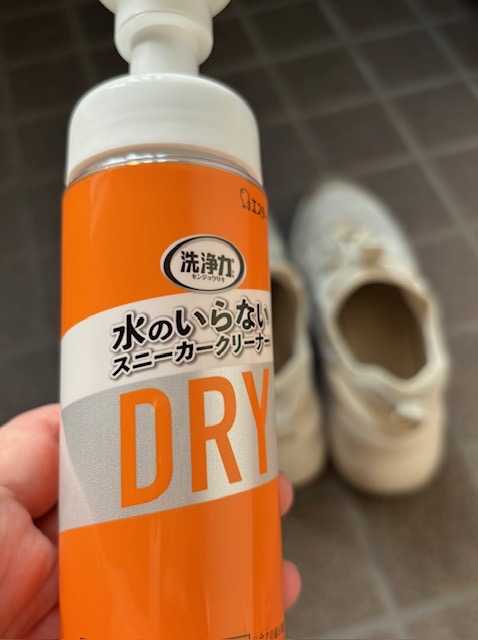 洗浄力
センジョウリキ
水のいらない
スニーカークリーナー
DRY